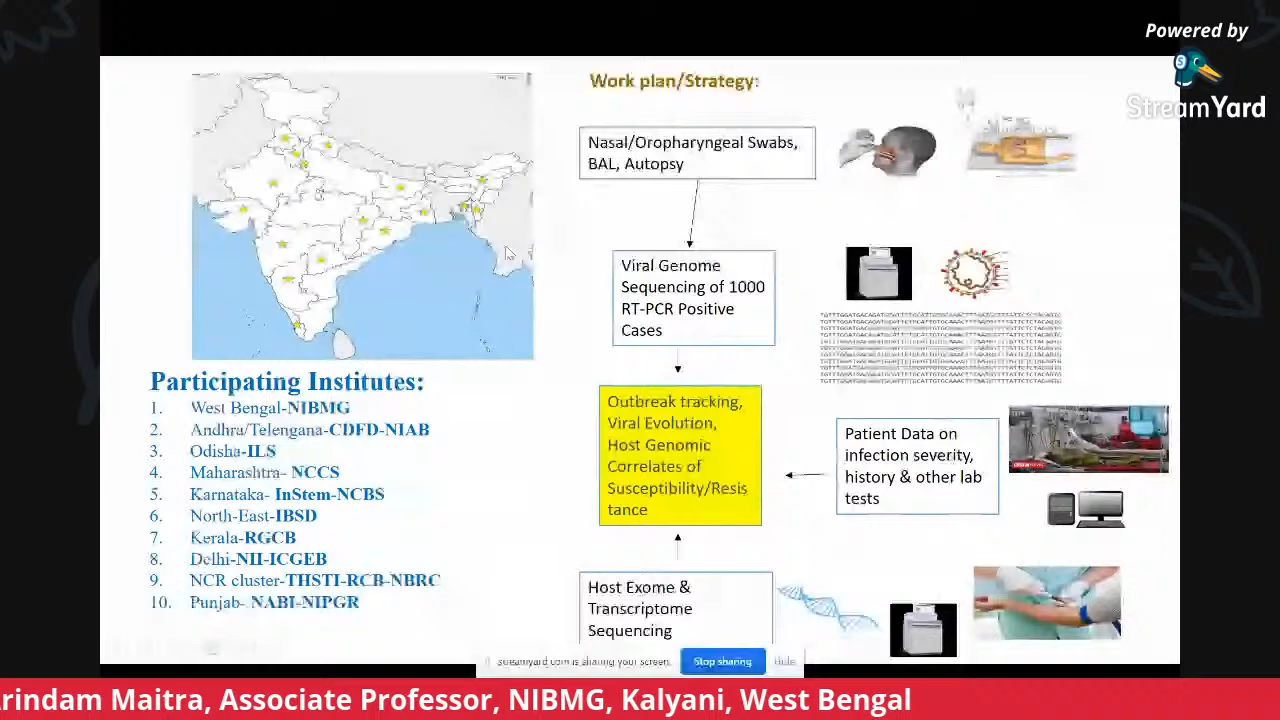 Powered by
StreamYard
Work plan/Strategy:
Nasal/Oropharyngeal Swabs,
BAL, Autopsy
Viral Genome
Sequencing of 1000
RT-PCR Positive
Cases
Outbreak tracking,
Viral Evolution,
Host Genomic
Correlates of
Susceptibility/Resis
tance
Patient Data on
infection severity,
history & other lab
tests
Host Exome &
Transcriptome
Sequencing
Participating Institutes:
1. West Bengal-NIBMG
2. Andhra/Telengana-CDFD-NIAB
3. Odisha-ILS
4. Maharashtra- NCCS
5. Karnataka- InStem-NCBS
6. North-East-IBSD
7. Kerala-RGCB
8. Delhi-NII-ICGEB
9. NCR cluster-THSTI-RCB-NBRC
10. Punjab- NABI-NIPGR
streamyard.com is sharing your screen.
Stop sharing
Hide
rindam Maitra, Associate Professor, NIBMG, Kalyani, West Bengal